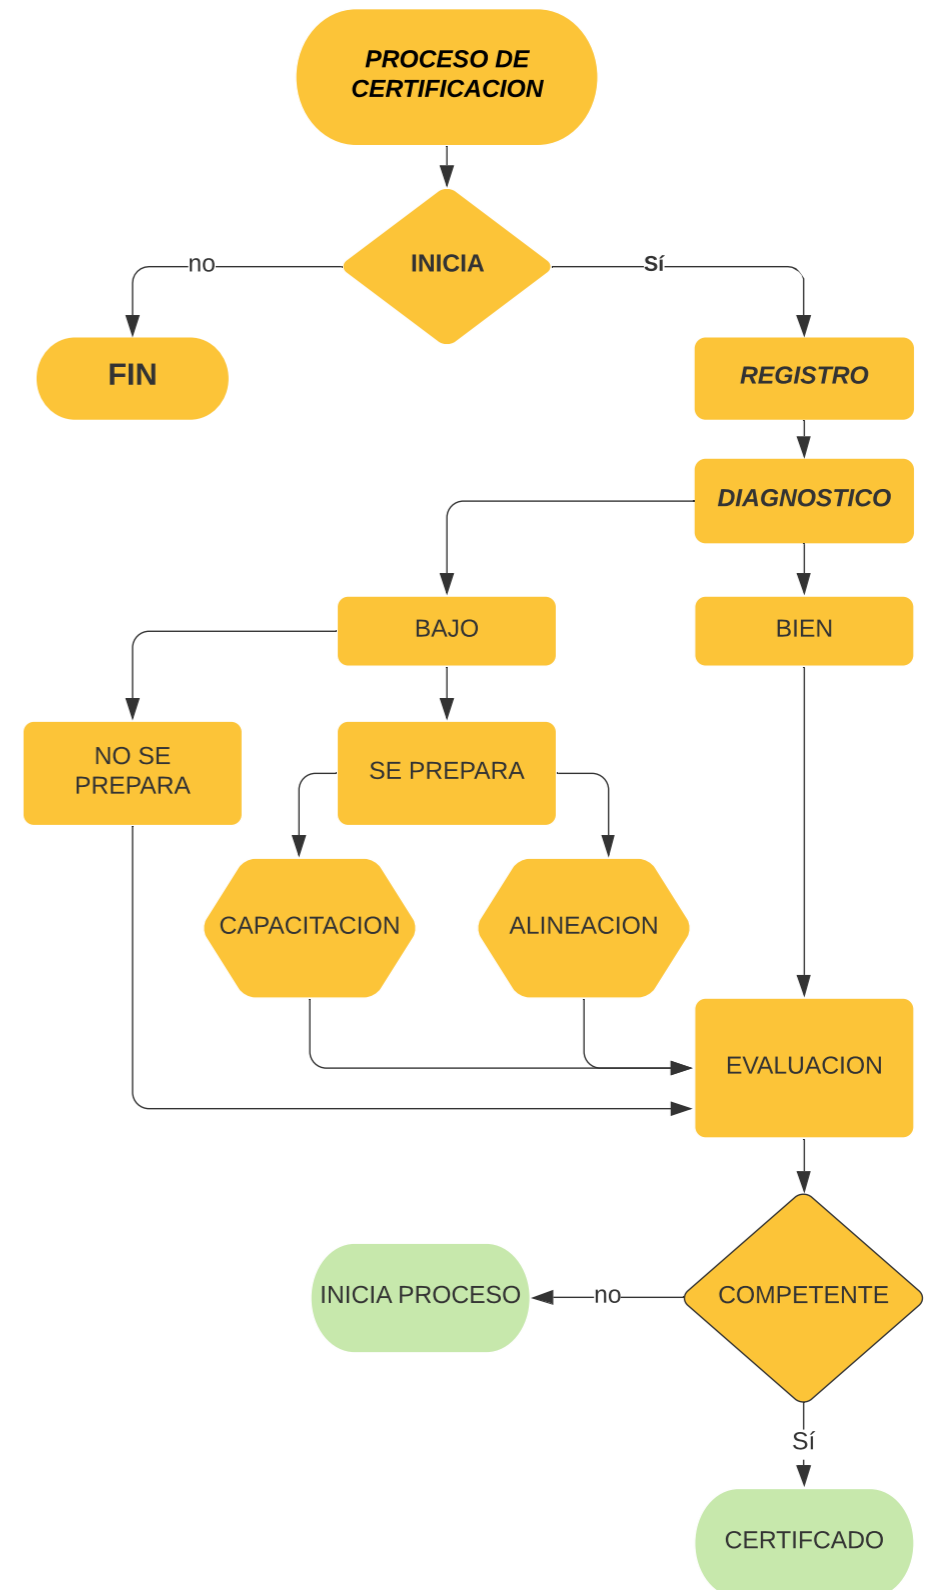 PROCESO DE
CERTIFICACION
INICIA
no
Sí
FIN
REGISTRO
DIAGNOSTICO
BAJO
BIEN
NO SE
PREPARA
SE PREPARA
CAPACITACION
ALINEACION
EVALUACION
INICIA PROCESO
no
COMPETENTE
Sí
CERTIFCADO